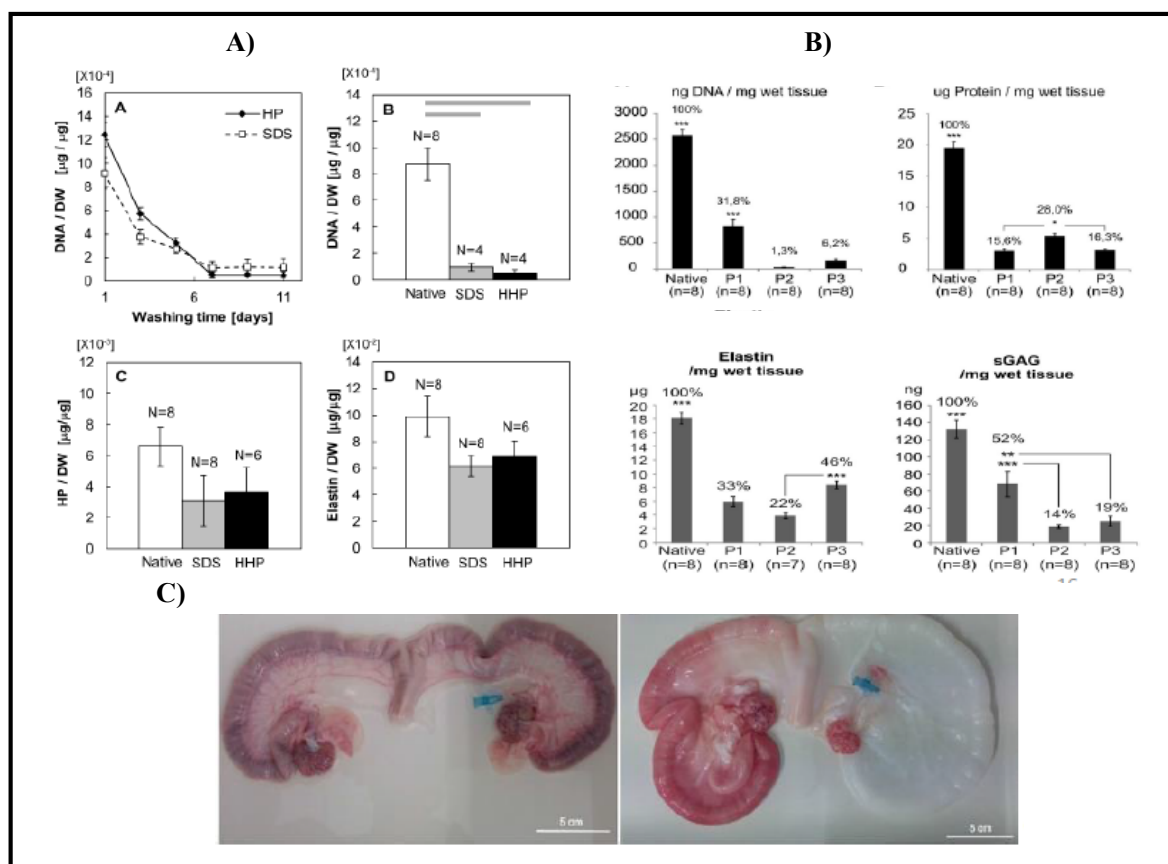 A)
[X10⁻⁴]
DNA / DW [µg / µg]
14
12
10
8
6
4
2
0
A
HP
SDS
1
6
11
Washing time [days]
DNA / DW [µg / µg]
14
12
10
8
6
4
2
0
B
N=8
N=4
N=4
Native
SDS
HHP
[X10⁻³]
HP / DW [µg/µg]
12
10
8
6
4
2
0
C
N=8
N=8
N=6
Native
SDS
HHP
[X10⁻²]
Elastin / DW [µg/µg]
14
12
10
8
6
4
2
0
D
N=8
N=8
N=6
Native
SDS
HHP
B)
ng DNA / mg wet tissue
3000
2500
2000
1500
1000
500
0
100%
***
31,8%
***
1,3%
6,2%
Native
(n=8)
P1
(n=8)
P2
(n=8)
P3
(n=8)
ug Protein / mg wet tissue
25
20
15
10
5
0
100%
***
15,6%
28,0%
*
16,3%
Native
(n=8)
P1
(n=8)
P2
(n=8)
P3
(n=8)
Elastin
/mg wet tissue
µg
20
18
16
14
12
10
8
6
4
2
0
100%
***
33%
22%
46%
***
Native
(n=8)
P1
(n=8)
P2
(n=7)
P3
(n=8)
sGAG
/mg wet tissue
ng
160
140
120
100
80
60
40
20
0
100%
***
52%
**
***
14%
19%
Native
(n=8)
P1
(n=8)
P2
(n=8)
P3
(n=8)
C)
5 cm
5 cm